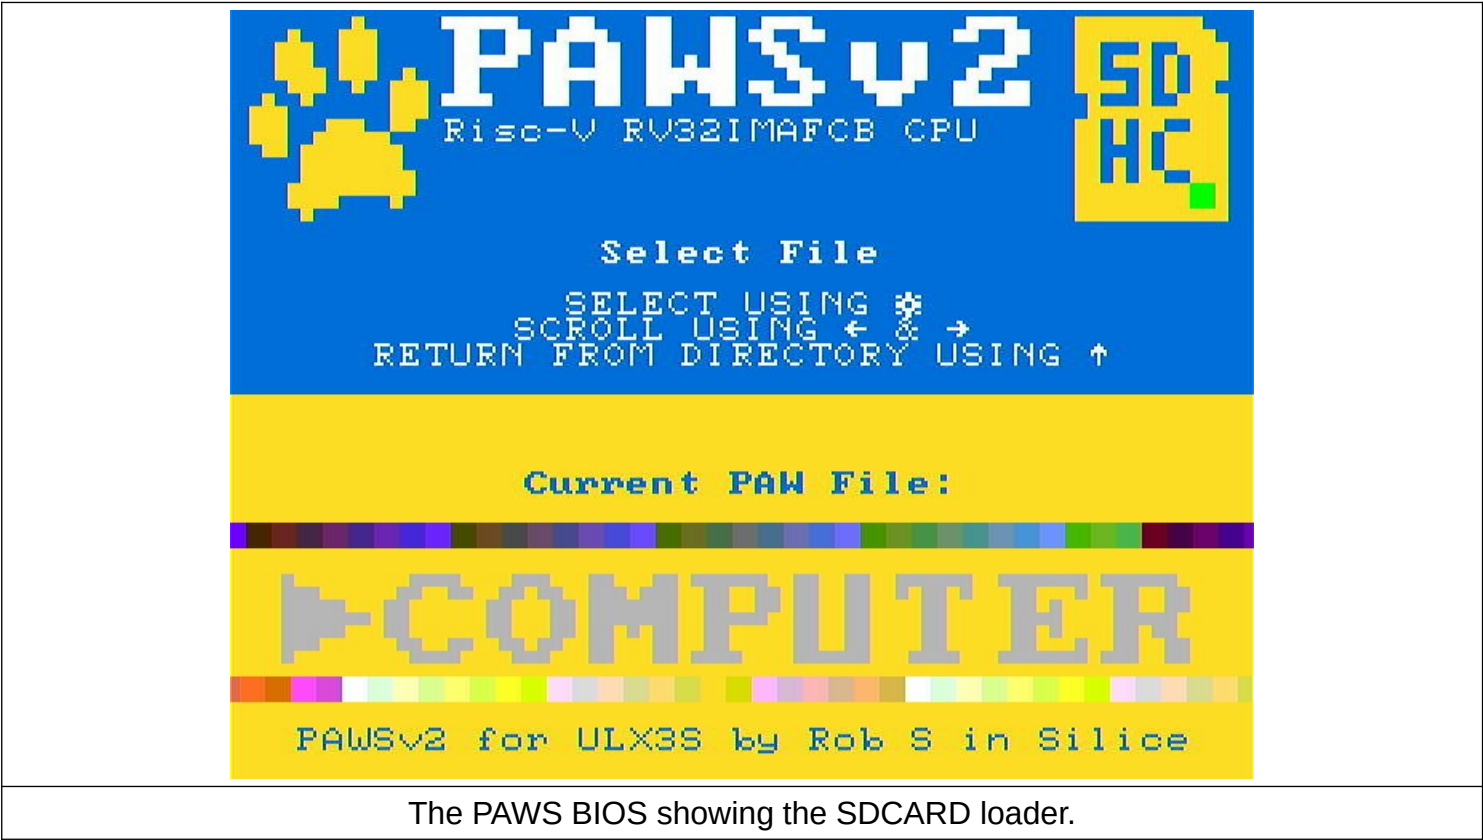 PAWSv2
Risc-V RV32IMAFCB CPU
SD
HC
Select File
SELECT USING
SCROLL USING ← & →
RETURN FROM DIRECTORY USING ↑
Current PAW File:
COMPUTER
PAWSv2 for ULX3S by Rob S in Silice
The PAWS BIOS showing the SDCARD loader.